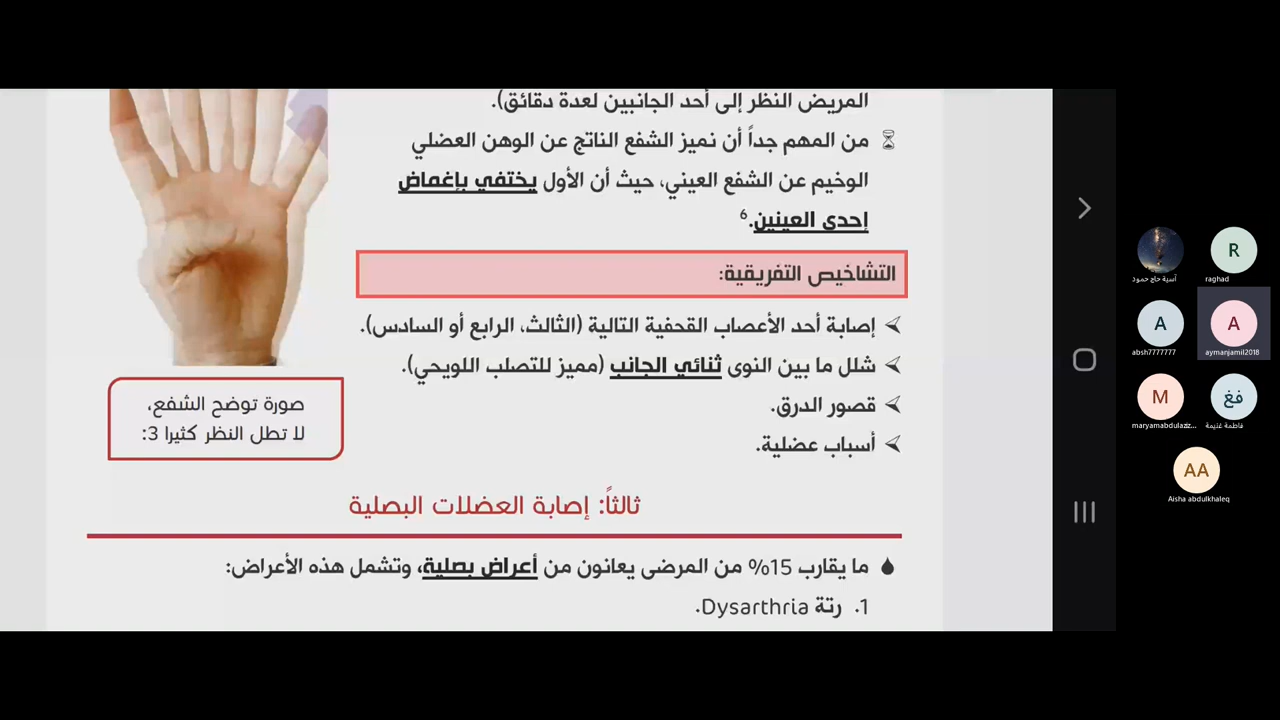 المريض النظر إلى أحد الجانبين لعدة دقائق).
من المهم جداً أن نميز الشفع الناتج عن الوهن العضلي
الوخيم عن الشفع العيني، حيث أن الأول يختفي بإغماض
إحدى العينين.⁶
التشاخيص التفريقية:
إصابة أحد الأعصاب القحفية التالية (الثالث، الرابع أو السادس).
شلل ما بين النوى ثنائي الجانب (مميز للتصلب اللويحي).
قصور الدرق.
أسباب عضلية.
صورة توضح الشفع،
لا تطل النظر كثيرا 3:
ثالثاً: إصابة العضلات البصلية
ما يقارب 15% من المرضى يعانون من أعراض بصلية، وتشمل هذه الأعراض:
1. رتة Dysarthria.
آسية حاج حمود
R
raghad
A
absh7777777
A
aymanjamil2018
M
maryamabdulaziz...
فغ
فاطمة غنيمة
AA
Aisha abdulkhaleq